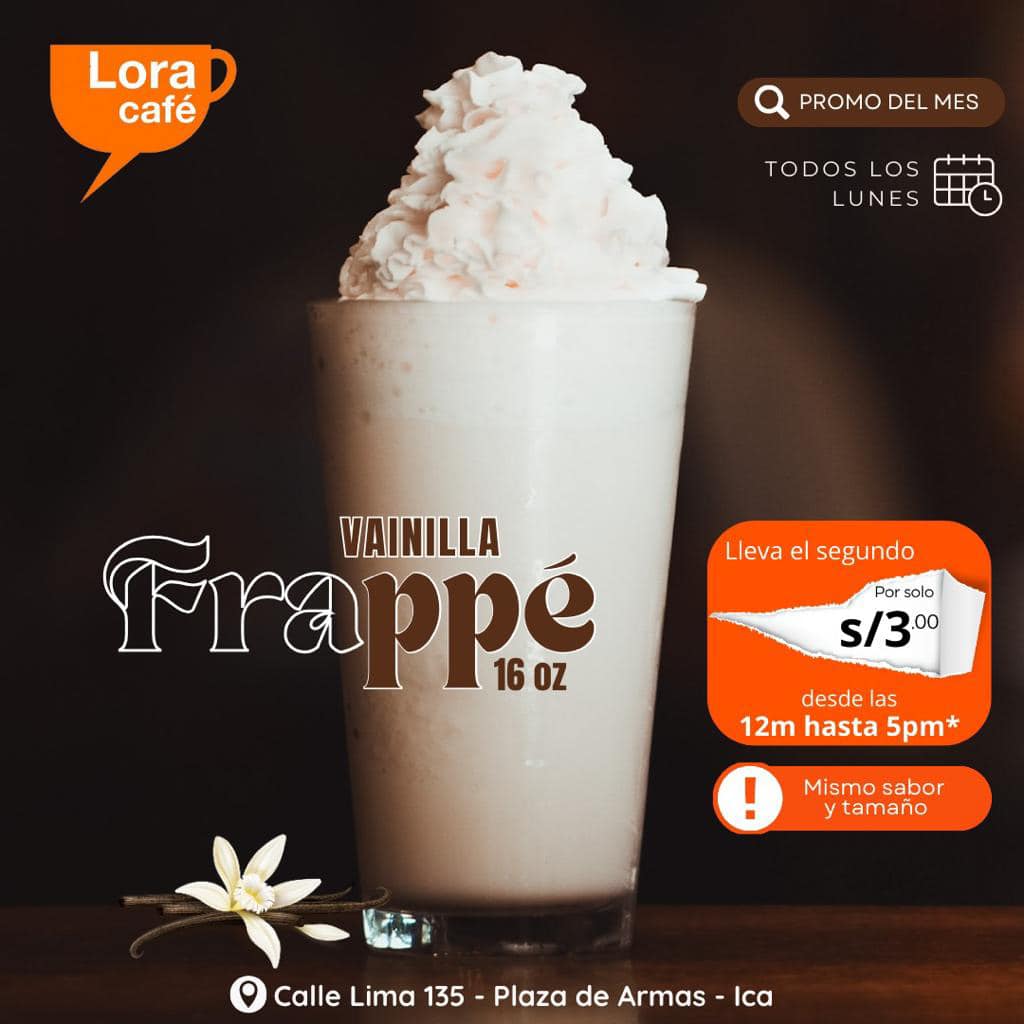 Lora
café
PROMO DEL MES
TODOS LOS
LUNES
VAINILLA
Frappé
16 oz
Lleva el segundo
Por solo
s/3.00
desde las
12m hasta 5pm*
!
Mismo sabor
y tamaño
Calle Lima 135 - Plaza de Armas - Ica